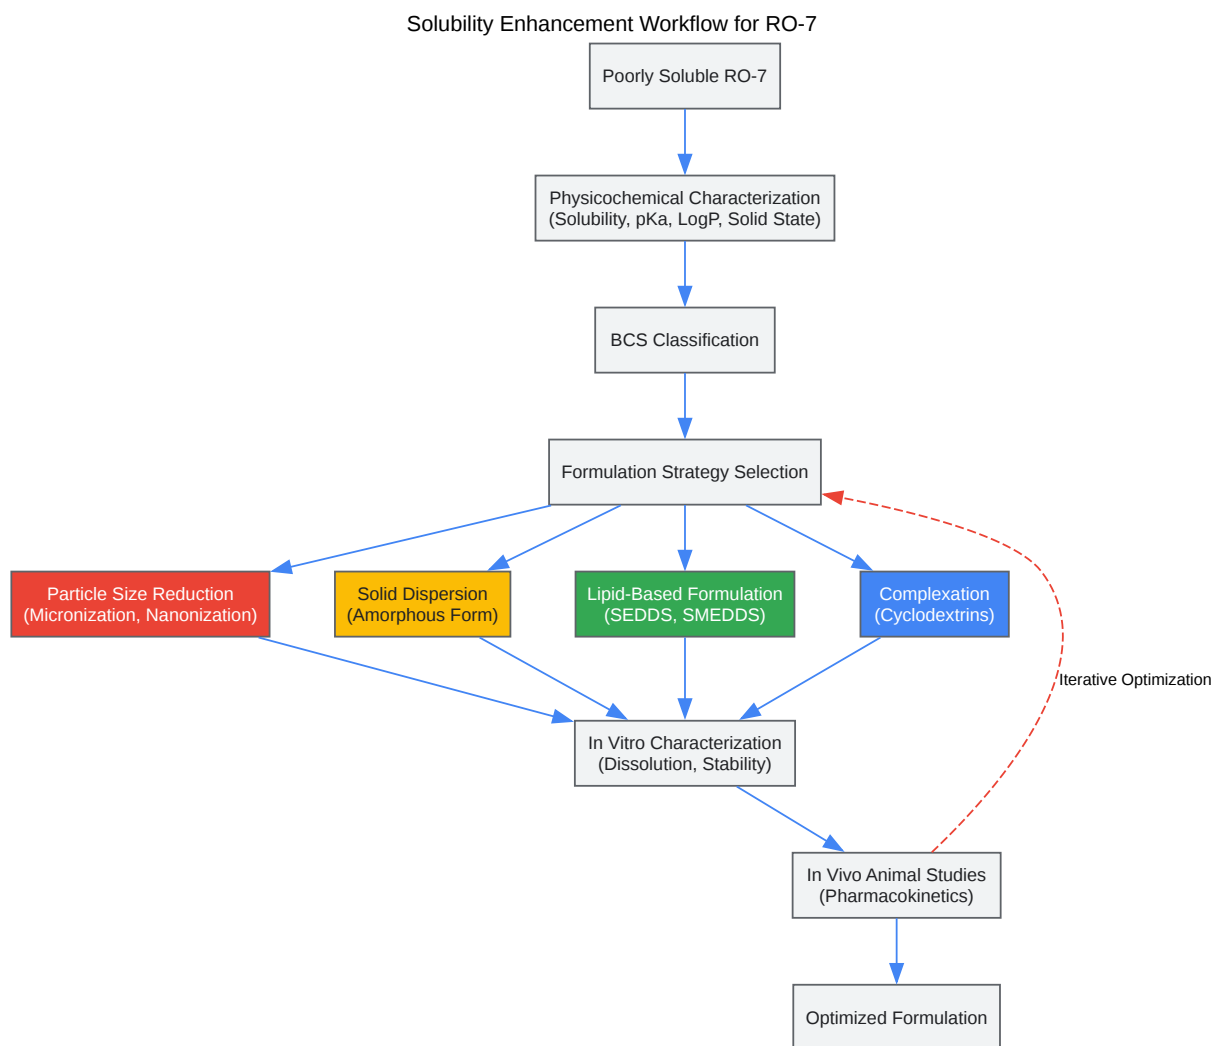 Solubility Enhancement Workflow for RO-7
Poorly Soluble RO-7
Physicochemical Characterization
(Solubility, pKa, LogP, Solid State)
BCS Classification
Formulation Strategy Selection
Particle Size Reduction
(Micronization, Nanonization)
Solid Dispersion
(Amorphous Form)
Lipid-Based Formulation
(SEDDS, SMEDDS)
Complexation
(Cyclodextrins)
Iterative Optimization
In Vitro Characterization
(Dissolution, Stability)
In Vivo Animal Studies
(Pharmacokinetics)
Optimized Formulation